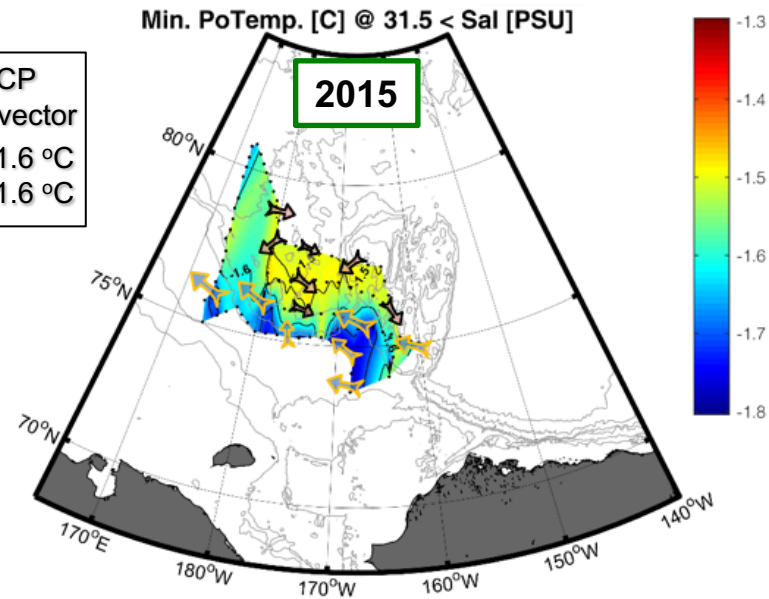 Min. PoTemp. [C] @ 31.5 < Sal [PSU]
CP
vector
1.6 °C
1.6 °C
2015
80°N
75°N
70°N
170°E
180°W
170°W
160°W
150°W
140°W
-1.6
-1.5
-1.3
-1.4
-1.5
-1.6
-1.7
-1.8